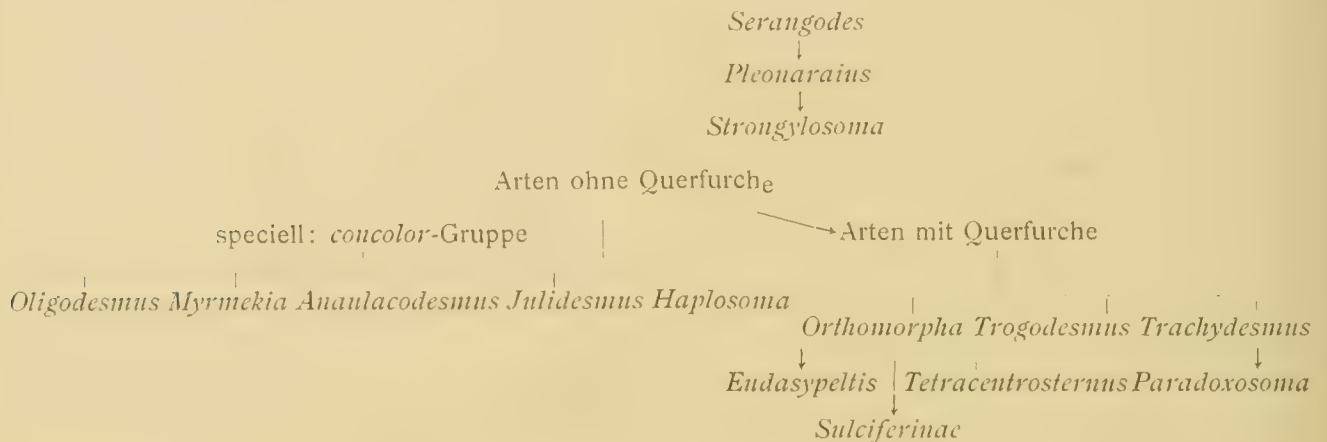 Serangodes
Pleonaraius
Strongylosoma
Arten ohne Querfurche
speciell: concolor-Gruppe
Arten mit Querfurche
Oligodesmus Myrmekia Anaulacodesmus Julidesmus Haplosoma
Orthomorpha Trogodesmus Trachydesmus
Eudasypeltis Tetracentrosternus Paradoxosoma
Sulciferinae